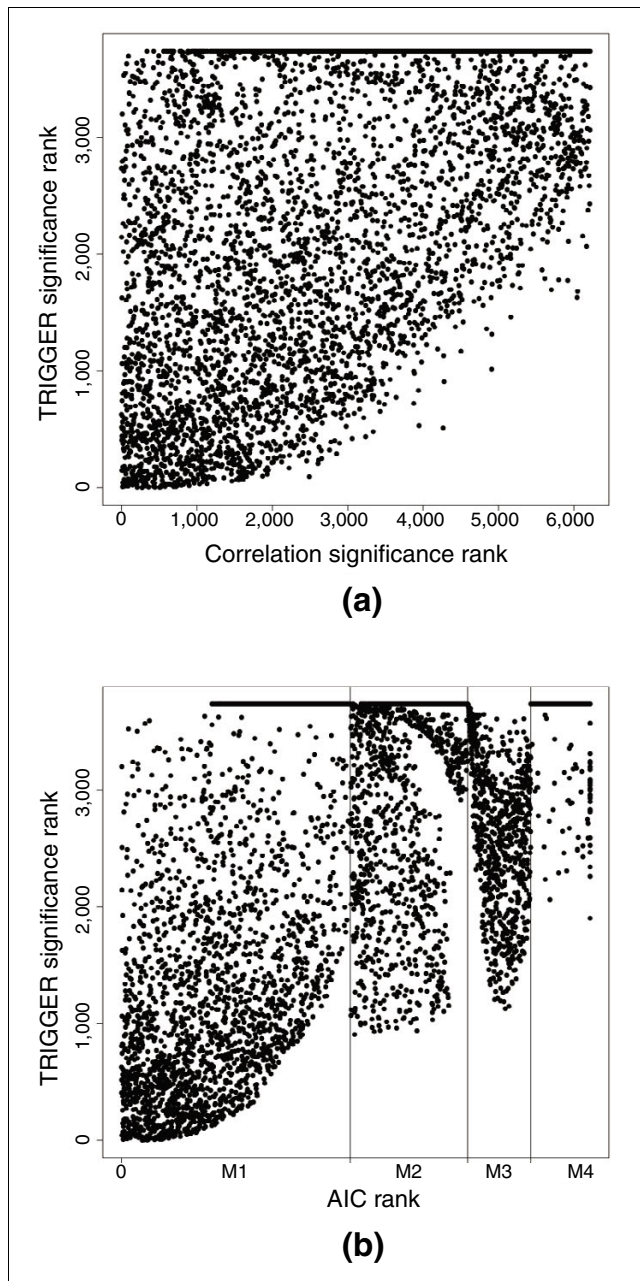 TRIGGER significance rank
3,000
2,000
1,000
0
0 1,000 2,000 3,000 4,000 5,000 6,000
Correlation significance rank
(a)
TRIGGER significance rank
3,000
2,000
1,000
0
0 M1 M2 M3 M4
AIC rank
(b)